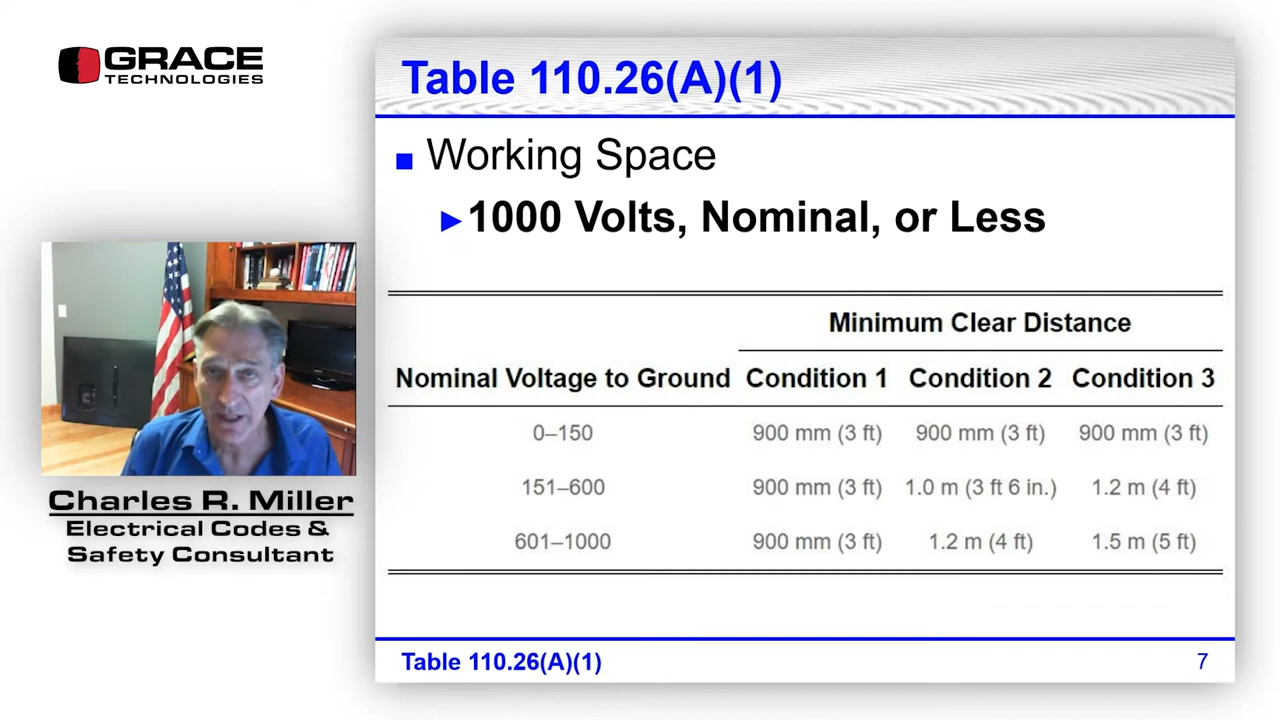 GRACE
TECHNOLOGIES
Table 110.26(A)(1)
Working Space
1000 Volts, Nominal, or Less
Minimum Clear Distance
Nominal Voltage to Ground Condition 1 Condition 2 Condition 3
0–150 900 mm (3 ft) 900 mm (3 ft) 900 mm (3 ft)
151–600 900 mm (3 ft) 1.0 m (3 ft 6 in.) 1.2 m (4 ft)
601–1000 900 mm (3 ft) 1.2 m (4 ft) 1.5 m (5 ft)
Charles R. Miller
Electrical Codes &
Safety Consultant
Table 110.26(A)(1) 7